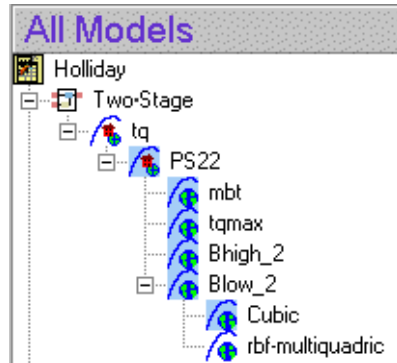 All Models
Holliday
Two-Stage
tq
PS22
mbt
tqmax
Bhigh_2
Blow_2
Cubic
rbf-multiquadric